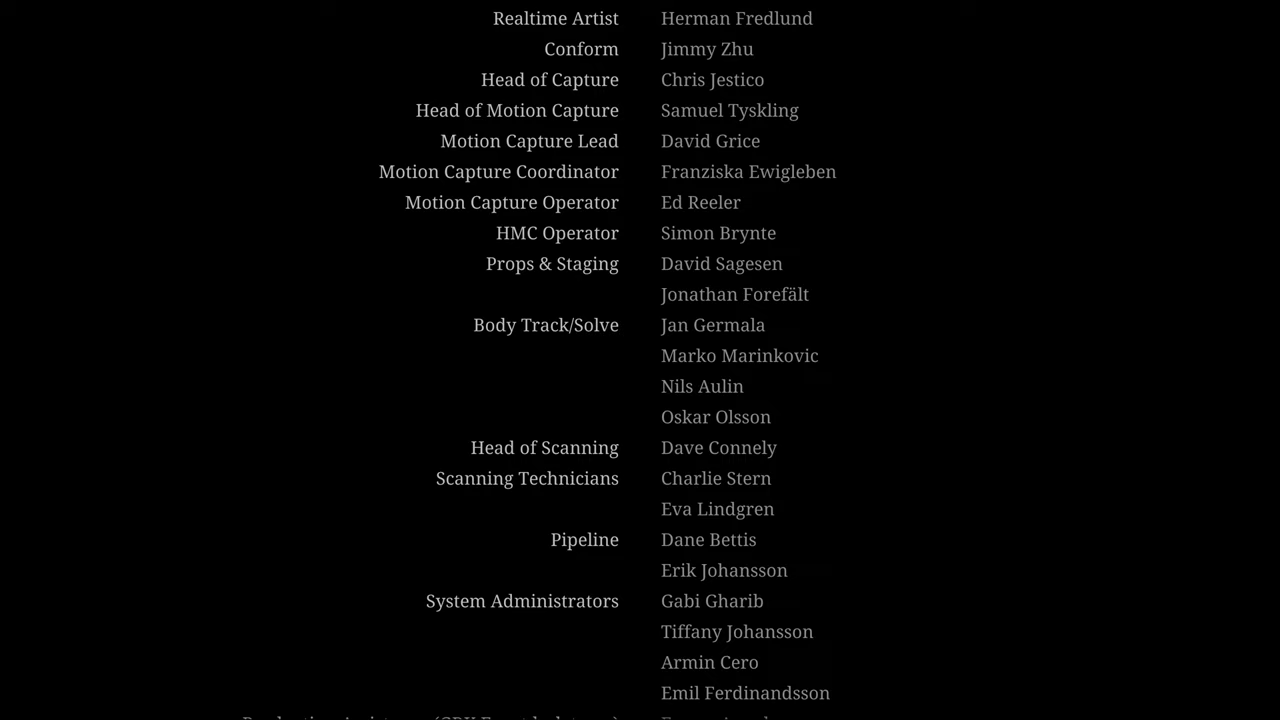 Realtime Artist Herman Fredlund
Conform Jimmy Zhu
Head of Capture Chris Jestico
Head of Motion Capture Samuel Tyskling
Motion Capture Lead David Grice
Motion Capture Coordinator Franziska Ewigleben
Motion Capture Operator Ed Reeler
HMC Operator Simon Brynte
Props & Staging David Sagesen
Jonathan Forefält
Body Track/Solve Jan Germala
Marko Marinkovic
Nils Aulin
Oskar Olsson
Head of Scanning Dave Connely
Scanning Technicians Charlie Stern
Eva Lindgren
Pipeline Dane Bettis
Erik Johansson
System Administrators Gabi Gharib
Tiffany Johansson
Armin Cero
Emil Ferdinandsson